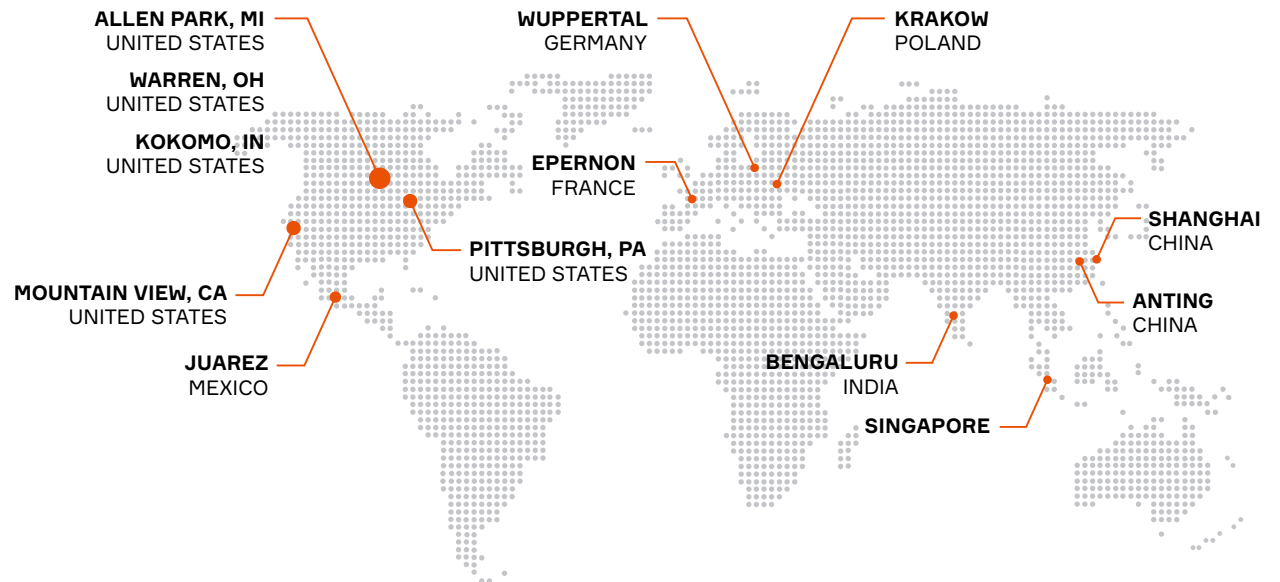 ALLEN PARK, MI
UNITED STATES
WARREN, OH
UNITED STATES
KOKOMO, IN
UNITED STATES
WUPPERTAL
GERMANY
KRAKOW
POLAND
EPERNON
FRANCE
SHANGHAI
CHINA
PITTSBURGH, PA
UNITED STATES
MOUNTAIN VIEW, CA
UNITED STATES
ANTING
CHINA
JUAREZ
MEXICO
BENGALURU
INDIA
SINGAPORE